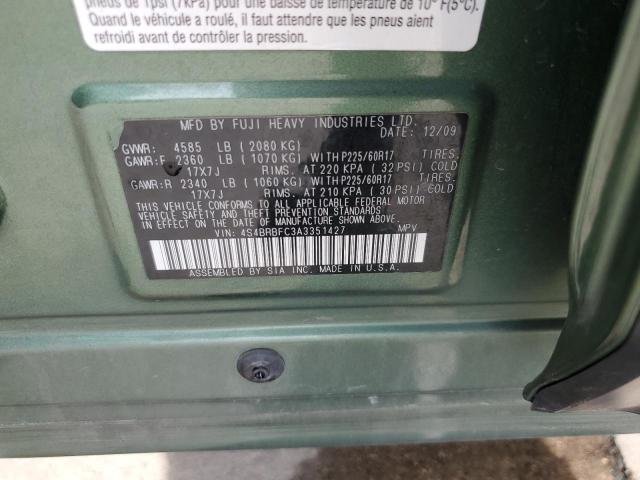 pneus de 1psi (7kPa) pour une baisse de température de 10° F(5°C).
Quand le véhicule a roulé, il faut attendre que les pneus aient
refroidi avant de contrôler la pression.
MFD BY FUJI HEAVY INDUSTRIES LTD.
DATE: 12/09
GVWR: 4585 LB ( 2080 KG)
GAWR:F 2360 LB ( 1070 KG) WITH P225/60R17 TIRES.
17X7J RIMS. AT 220 KPA ( 32 PSI) COLD
GAWR:R 2340 LB ( 1060 KG) WITH P225/60R17 TIRES.
17X7J RIMS. AT 210 KPA ( 30 PSI) COLD
THIS VEHICLE CONFORMS TO ALL APPLICABLE FEDERAL MOTOR
VEHICLE SAFETY AND THEFT PREVENTION STANDARDS
IN EFFECT ON THE DATE OF MANUFACTURE SHOWN ABOVE.
VIN: 4S4BRBFC3A3351427 MPV
ASSEMBLED BY SIA INC. MADE IN U.S.A.